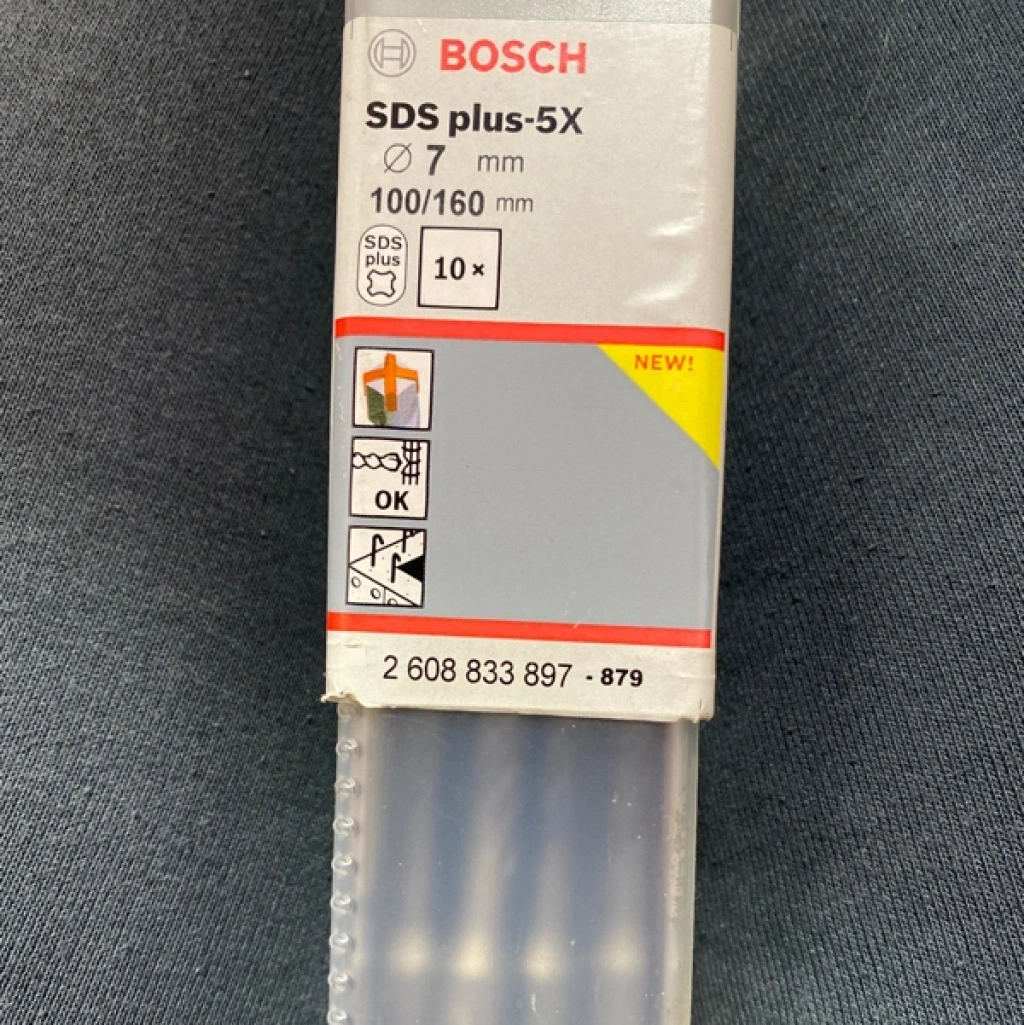 BOSCH
SDS plus-5X
Ø 7 mm
100/160 mm
SDS
plus
10 ×
NEW!
OK
2 608 833 897 - 879